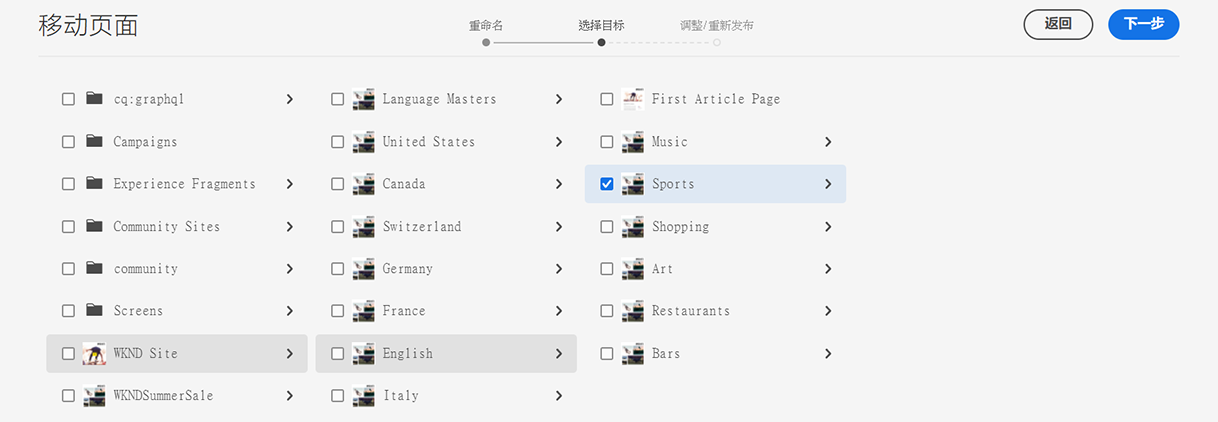 移动页面
重命名
选择目标
调整/重新发布
返回
下一步
cq:graphql
Campaigns
Experience Fragments
Community Sites
community
Screens
WKND Site
WKNDSummerSale
Language Masters
United States
Canada
Switzerland
Germany
France
English
Italy
First Article Page
Music
Sports
Shopping
Art
Restaurants
Bars